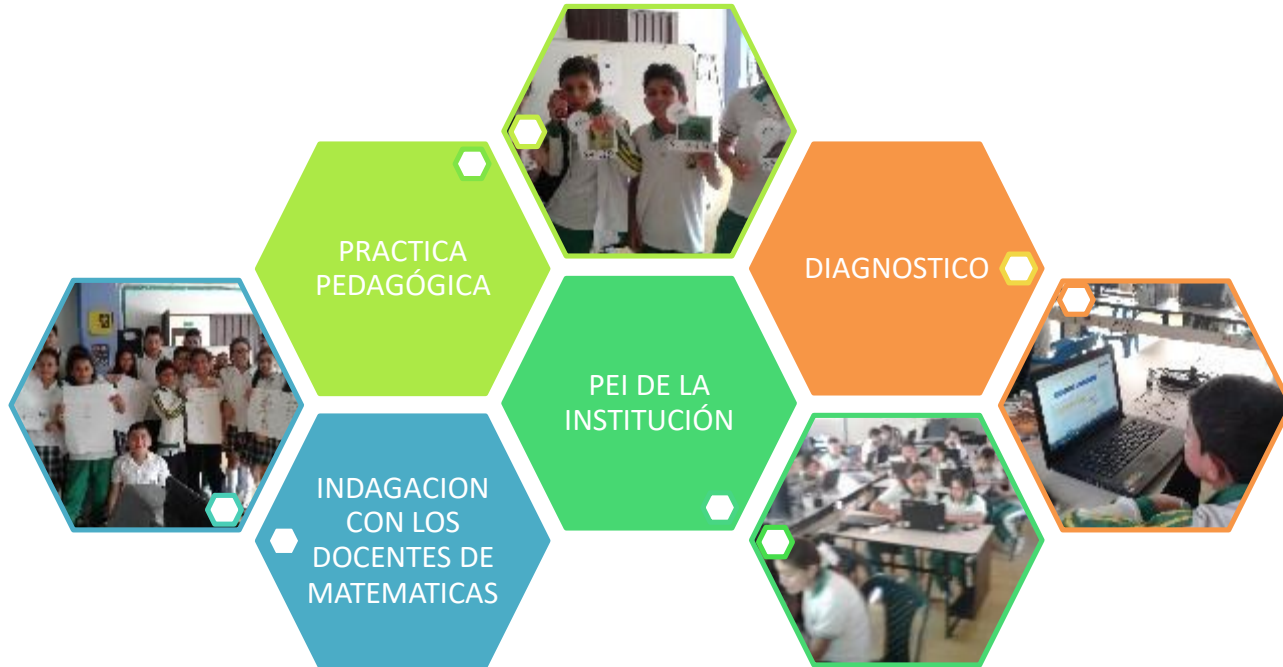 PRACTICA
PEDAGÓGICA
DIAGNOSTICO
PEI DE LA
INSTITUCIÓN
INDAGACION
CON LOS
DOCENTES DE
MATEMATICAS